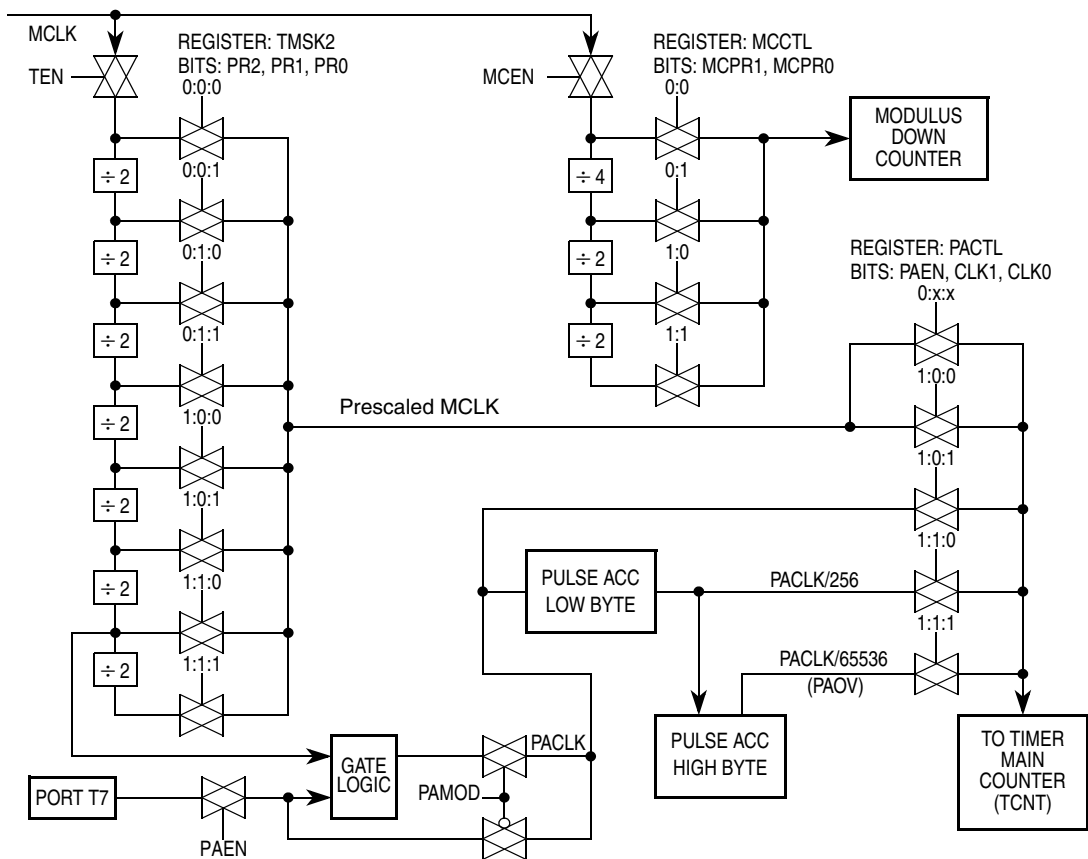 MCLK
TEN
REGISTER: TMSK2
BITS: PR2, PR1, PR0
0:0:0
0:0:1
0:1:0
0:1:1
1:0:0
1:0:1
1:1:0
1:1:1
÷ 2
÷ 2
÷ 2
÷ 2
÷ 2
÷ 2
÷ 2
MCEN
REGISTER: MCCTL
BITS: MCPR1, MCPR0
0:0
0:1
1:0
1:1
÷ 4
÷ 2
÷ 2
MODULUS
DOWN
COUNTER
REGISTER: PACTL
BITS: PAEN, CLK1, CLK0
0:x:x
1:0:0
1:0:1
1:1:0
1:1:1
Prescaled MCLK
PULSE ACC
LOW BYTE
PACLK/256
PACLK/65536
(PAOV)
PULSE ACC
HIGH BYTE
TO TIMER
MAIN
COUNTER
(TCNT)
PORT T7
PAEN
GATE
LOGIC
PACLK
PAMOD